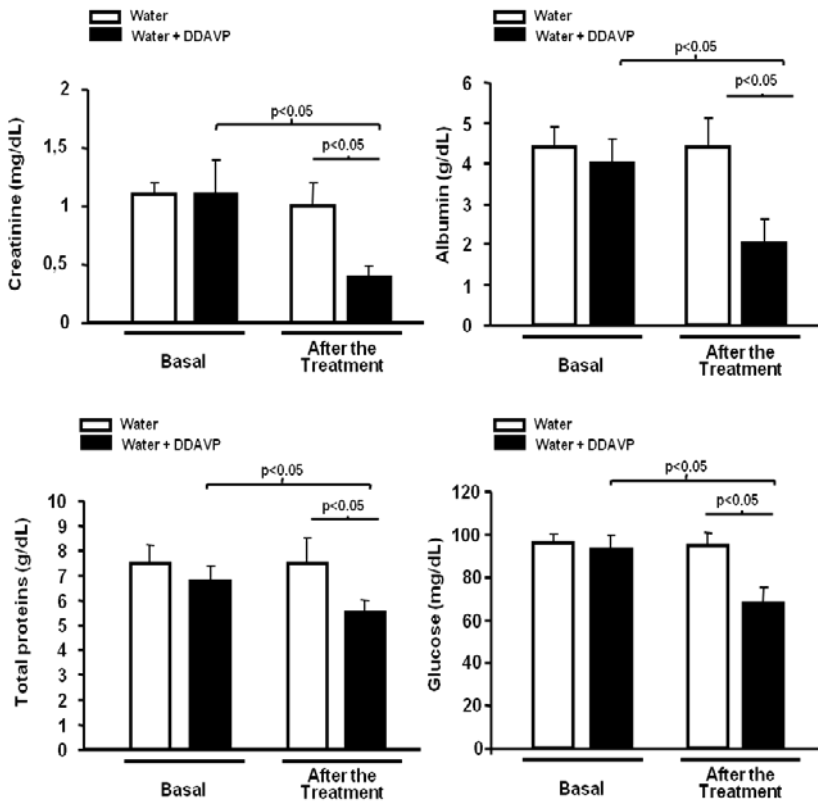 Water
Water + DDAVP
p<0.05
p<0.05
Creatinine (mg/dL)
2
1.5
1
0,5
0
Basal
After the
Treatment
Water
Water + DDAVP
p<0.05
p<0.05
Albumin (g/dL)
6
5
4
3
2
1
0
Basal
After the
Treatment
Water
Water + DDAVP
p<0.05
p<0.05
Total proteins (g/dL)
10
9
8
7
6
5
4
3
2
1
0
Basal
After the
Treatment
Water
Water + DDAVP
p<0.05
p<0.05
Glucose (mg/dL)
120
100
80
60
40
20
0
Basal
After the
Treatment